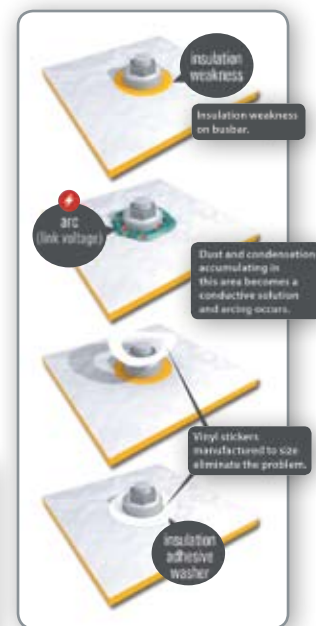 insulation
weakness
Insulation weakness
on busbar.
arc
(link voltage)
Dust and condensation
accumulating in
this area becomes a
conductive solution
and arcing occurs.
Vinyl stickers
manufactured to size
eliminate the problem.
insulation
adhesive
washer